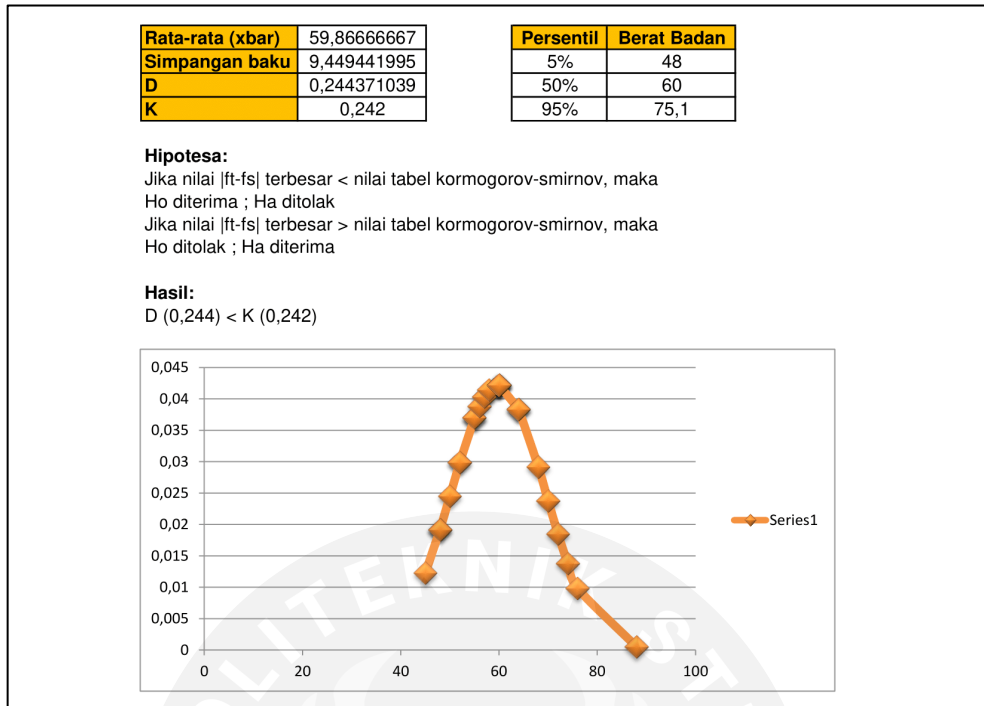 Rata-rata (xbar) 59,86666667
Simpangan baku 9,449441995
D 0,244371039
K 0,242
Persentil Berat Badan
5% 48
50% 60
95% 75,1
Hipotesa:
Jika nilai |ft-fs| terbesar < nilai tabel kormogorov-smirnov, maka
Ho diterima ; Ha ditolak
Jika nilai |ft-fs| terbesar > nilai tabel kormogorov-smirnov, maka
Ho ditolak ; Ha diterima
Hasil:
D (0,244) < K (0,242)
0,045
0,04
0,035
0,03
0,025
0,02
0,015
0,01
0,005
0
0 20 40 60 80 100
Series1
OLITEKNIK ST